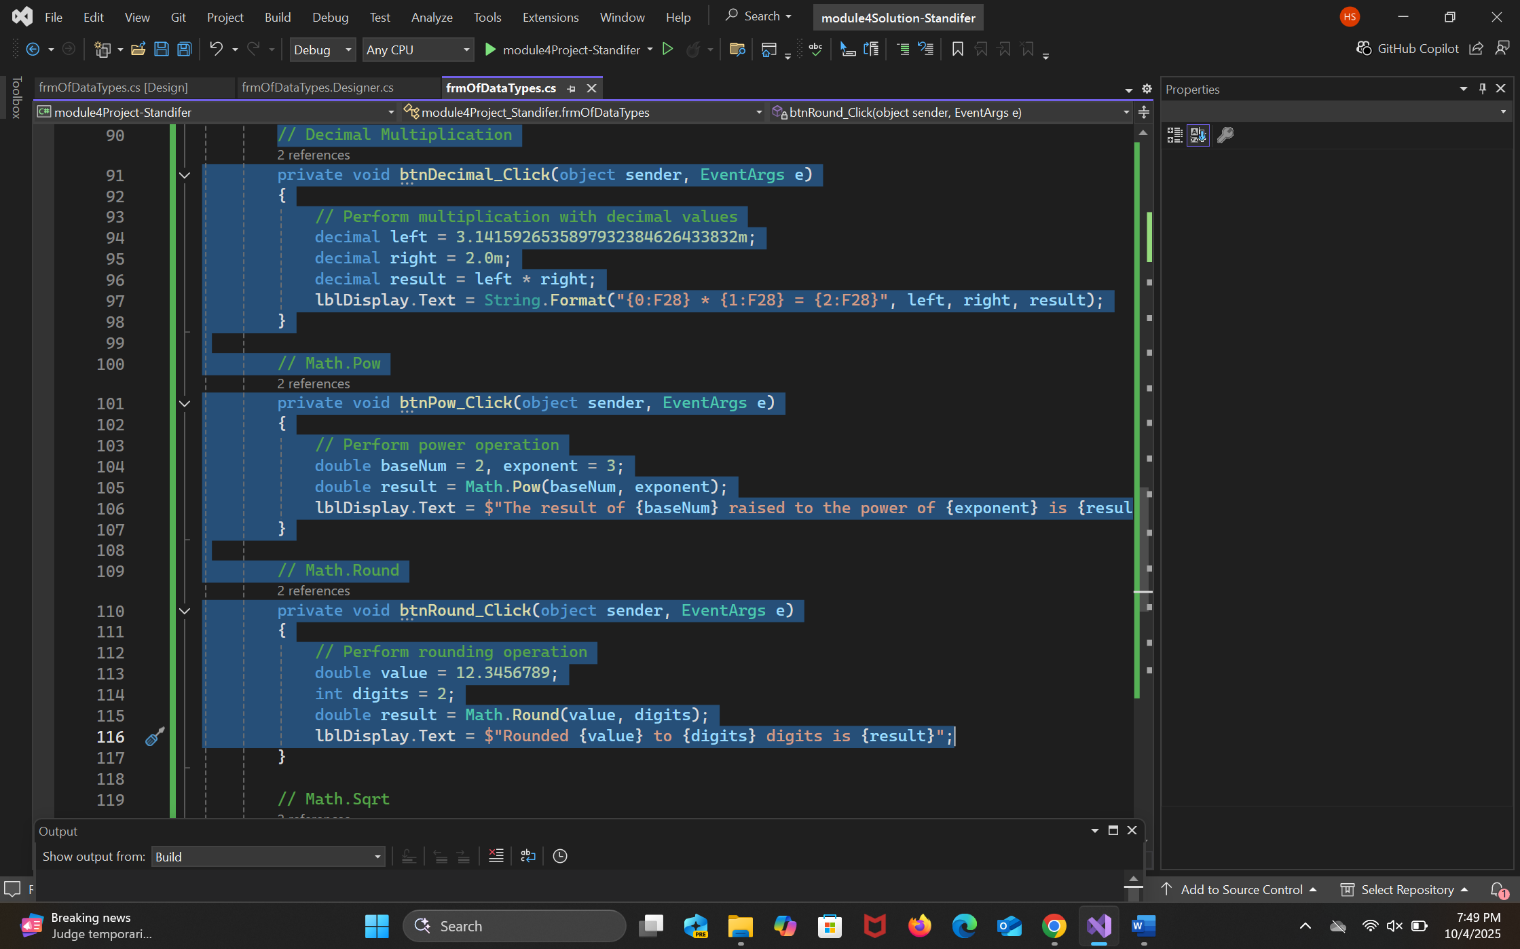 File Edit View Git Project Build Debug Test Analyze Tools Extensions Window Help Search module4Solution-Standifer HS
Debug Any CPU module4Project-Standifer abc GitHub Copilot
Toolbox
frmOfDataTypes.cs [Design] frmOfDataTypes.Designer.cs frmOfDataTypes.cs
module4Project-Standifer module4Project_Standifer.frmOfDataTypes btnRound_Click(object sender, EventArgs e)
90 // Decimal Multiplication
2 references
91 private void btnDecimal_Click(object sender, EventArgs e)
92 {
93 // Perform multiplication with decimal values
94 decimal left = 3.1415926535897932384626433832m;
95 decimal right = 2.0m;
96 decimal result = left * right;
97 lblDisplay.Text = String.Format("{0:F28} * {1:F28} = {2:F28}", left, right, result);
98 }
99
100 // Math.Pow
2 references
101 private void btnPow_Click(object sender, EventArgs e)
102 {
103 // Perform power operation
104 double baseNum = 2, exponent = 3;
105 double result = Math.Pow(baseNum, exponent);
106 lblDisplay.Text = $"The result of {baseNum} raised to the power of {exponent} is {resul
107 }
108
109 // Math.Round
2 references
110 private void btnRound_Click(object sender, EventArgs e)
111 {
112 // Perform rounding operation
113 double value = 12.3456789;
114 int digits = 2;
115 double result = Math.Round(value, digits);
116 lblDisplay.Text = $"Rounded {value} to {digits} digits is {result}";
117 }
118
119 // Math.Sqrt
Properties
Output
Show output from: Build
Add to Source Control Select Repository 1
Breaking news
Judge temporari...
Search
PRE
7:49 PM
10/4/2025